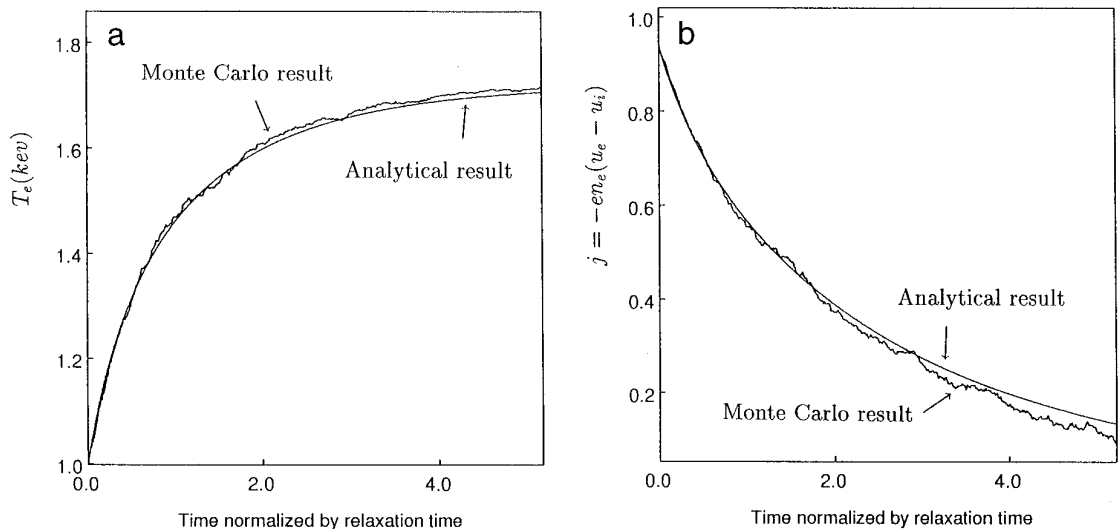 a
1.8
1.6
1.4
1.2
1.0
0.0
2.0
4.0
T_e(kev)
Monte Carlo result
Analytical result
Time normalized by relaxation time
b
1.0
0.8
0.6
0.4
0.2
0.0
2.0
4.0
j = −en_e(u_e − u_i)
Analytical result
Monte Carlo result
Time normalized by relaxation time